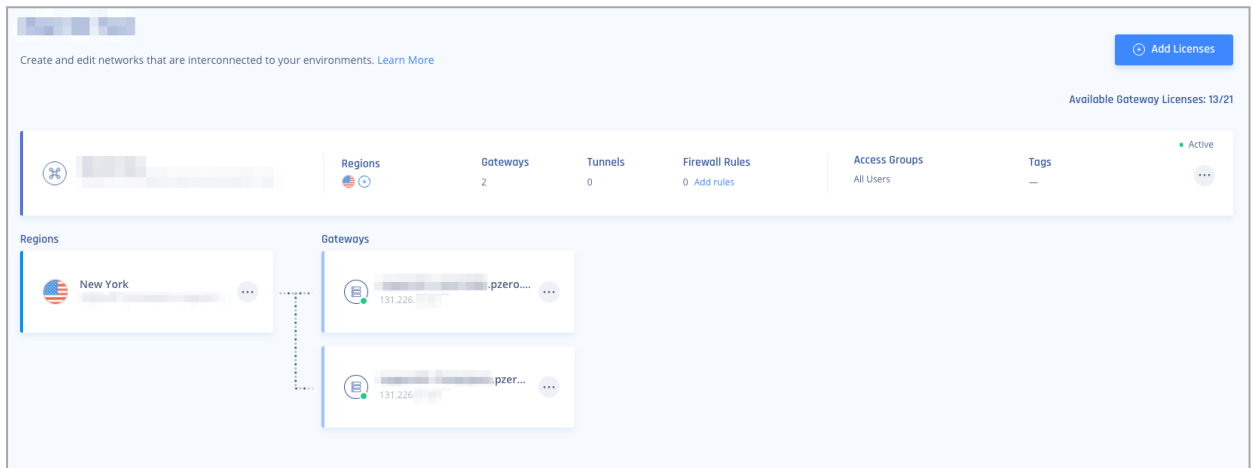 Create and edit networks that are interconnected to your environments. Learn More
Add Licenses
Available Gateway Licenses: 13/21
Active
Regions
Gateways
2
Tunnels
0
Firewall Rules
0 Add rules
Access Groups
All Users
Tags
—
Regions
New York
Gateways
.pzero....
131.226.
.pzer...
131.226.